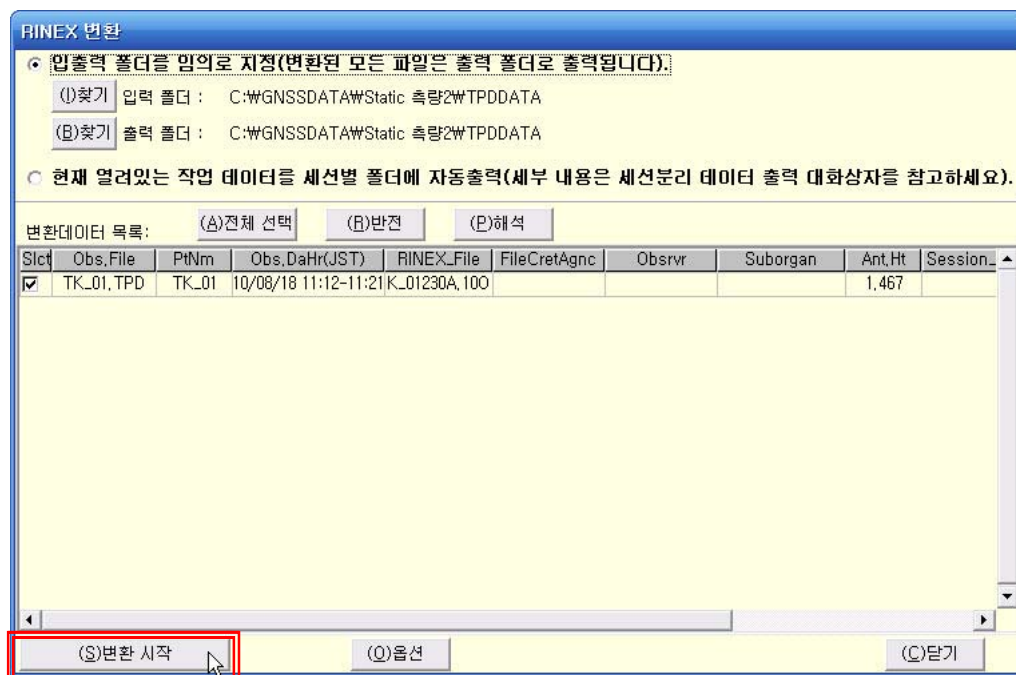 RINEX 변환
입출력 폴더를 임의로 지정(변환된 모든 파일은 출력 폴더로 출력됩니다).
(I)찾기 입력 폴더 : C:₩GNSSDATA₩Static 측량2₩TPDDATA
(B)찾기 출력 폴더 : C:₩GNSSDATA₩Static 측량2₩TPDDATA
현재 열려있는 작업 데이터를 세션별 폴더에 자동출력(세부 내용은 세션분리 데이터 출력 대화상자를 참고하세요).
변환데이터 목록: (A)전체 선택 (R)반전 (P)해석
Slct Obs.File PtNm Obs.DaHr(JST) RINEX_File FileCretAgnc Obsrvr Suborgan Ant.Ht Session_
TK_01.TPD TK_01 10/08/18 11:12-11:21 K_01230A.10O 1.467
(S)변환 시작 (O)옵션 (C)닫기